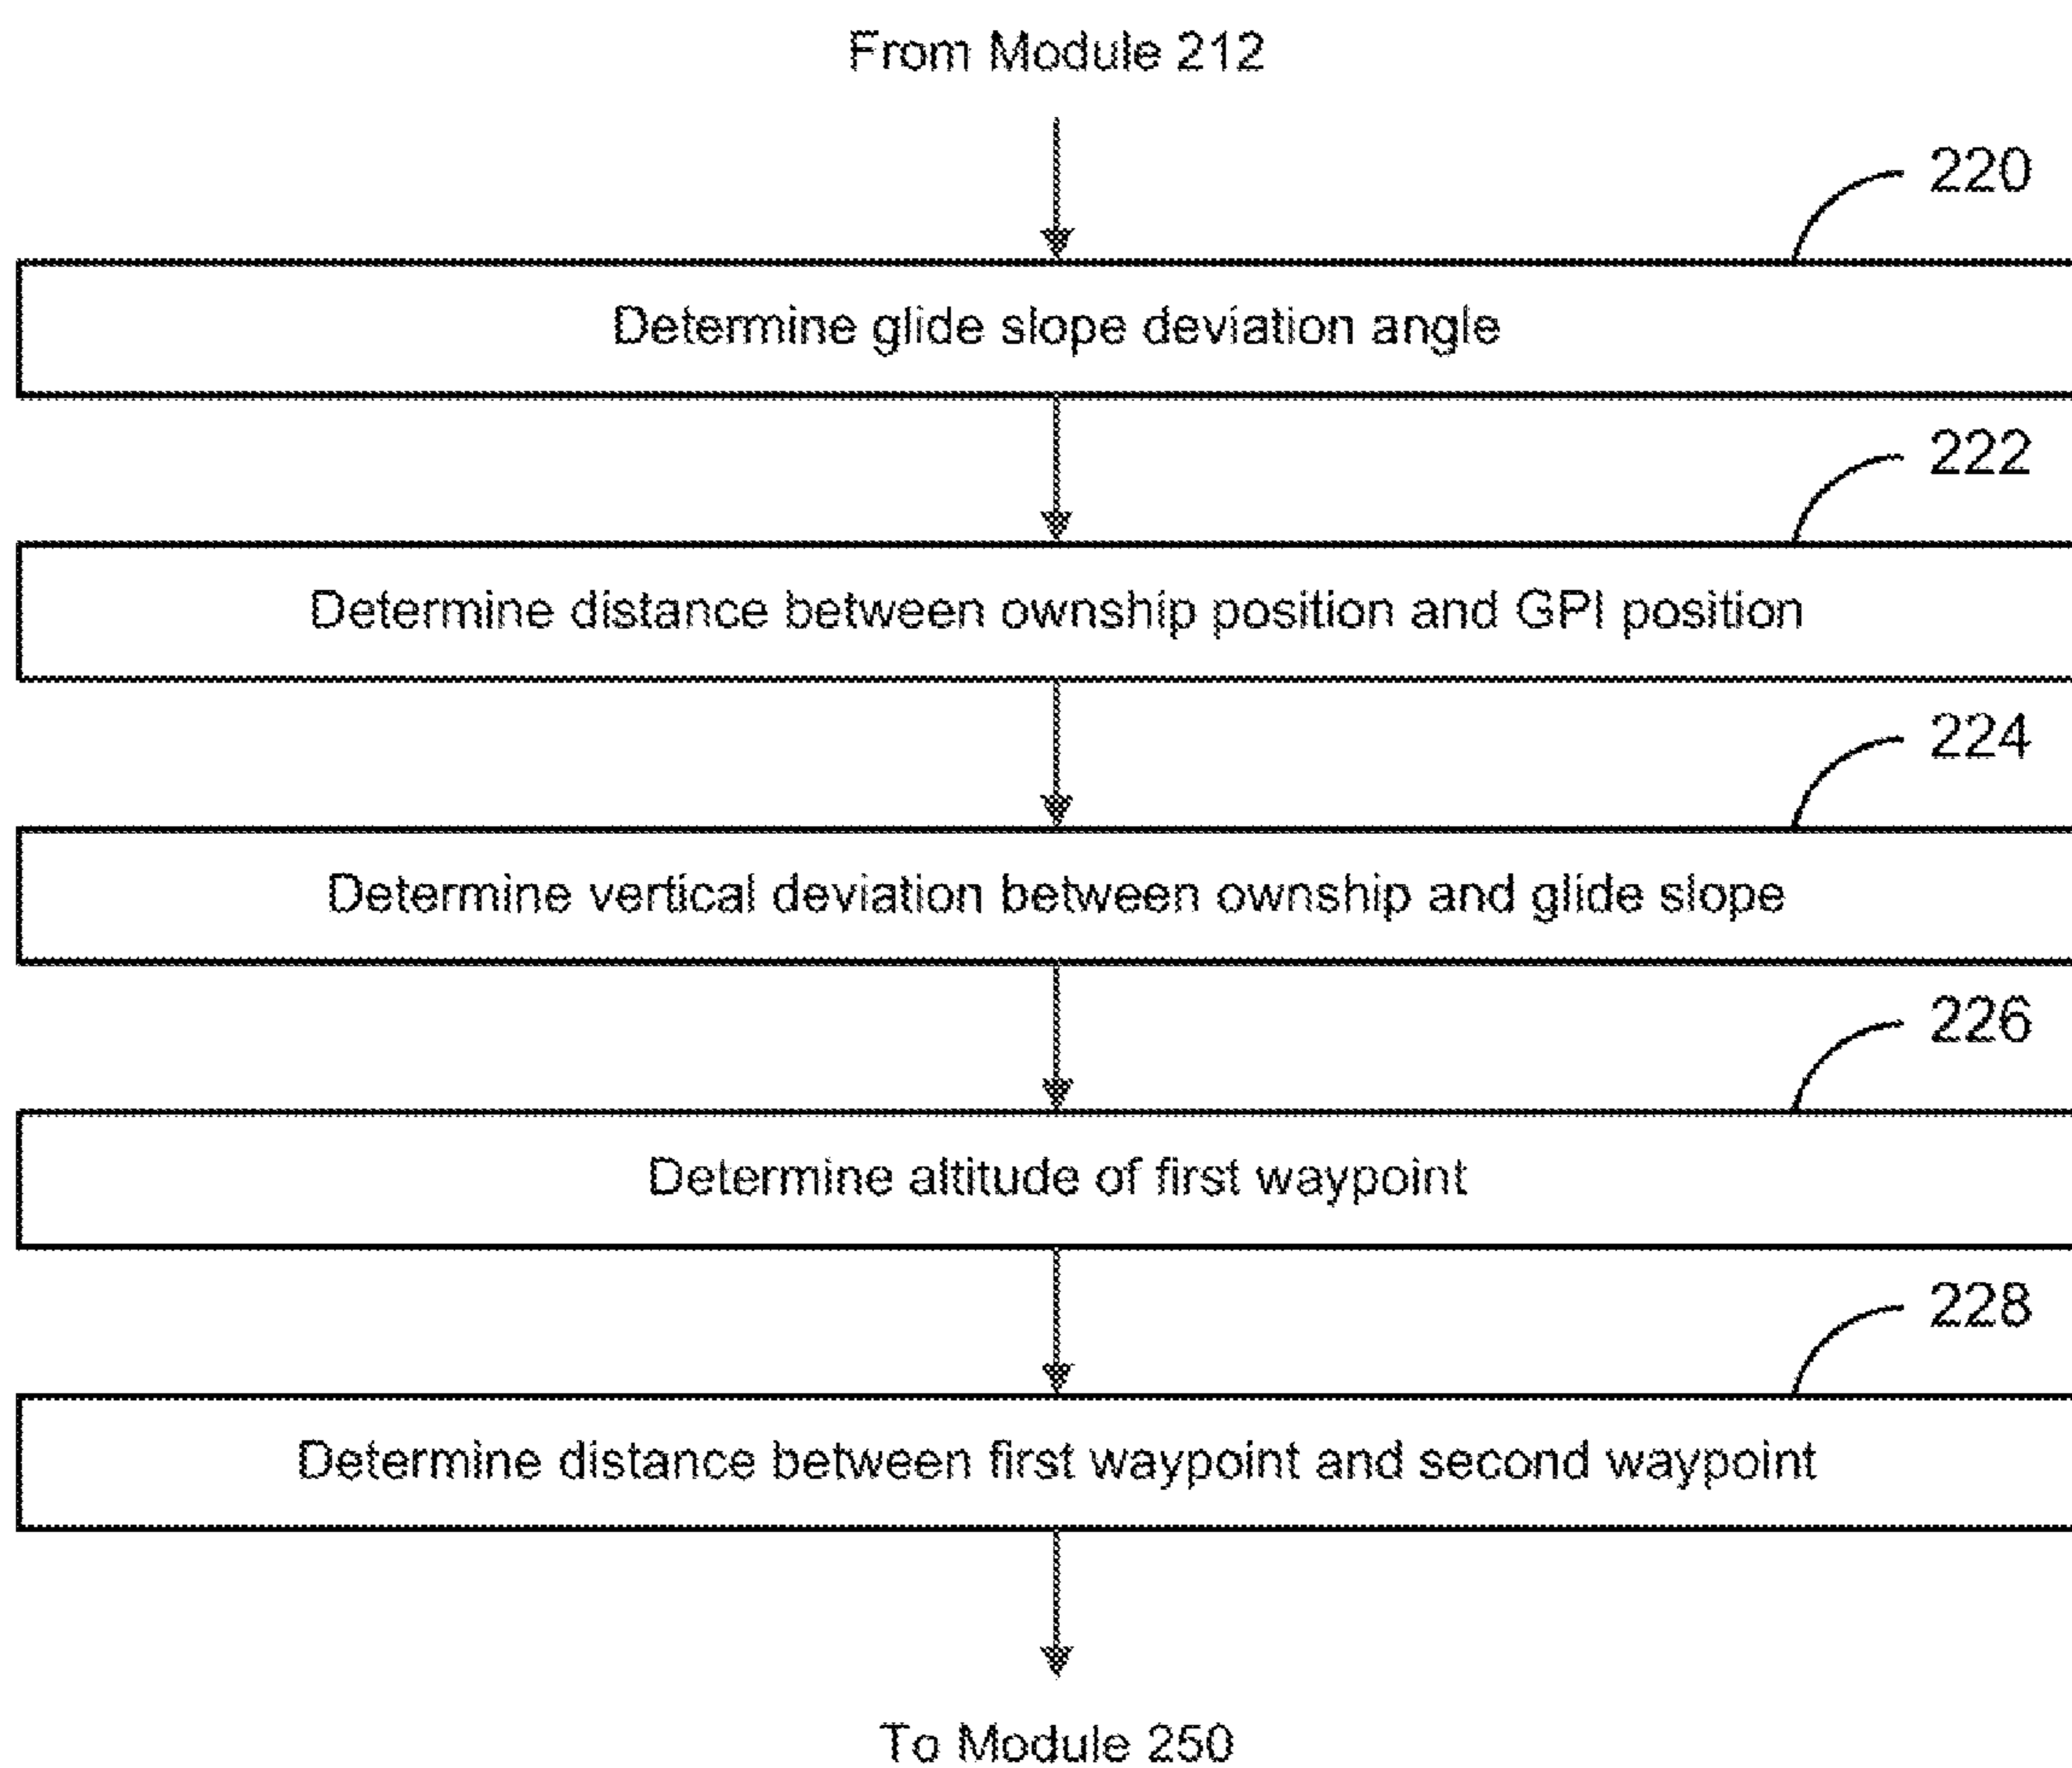 From Module 212
220
Determine glide slope deviation angle
222
Determine distance between ownship position and GPI position
224
Determine vertical deviation between ownship and glide slope
226
Determine altitude of first waypoint
228
Determine distance between first waypoint and second waypoint
To Module 250